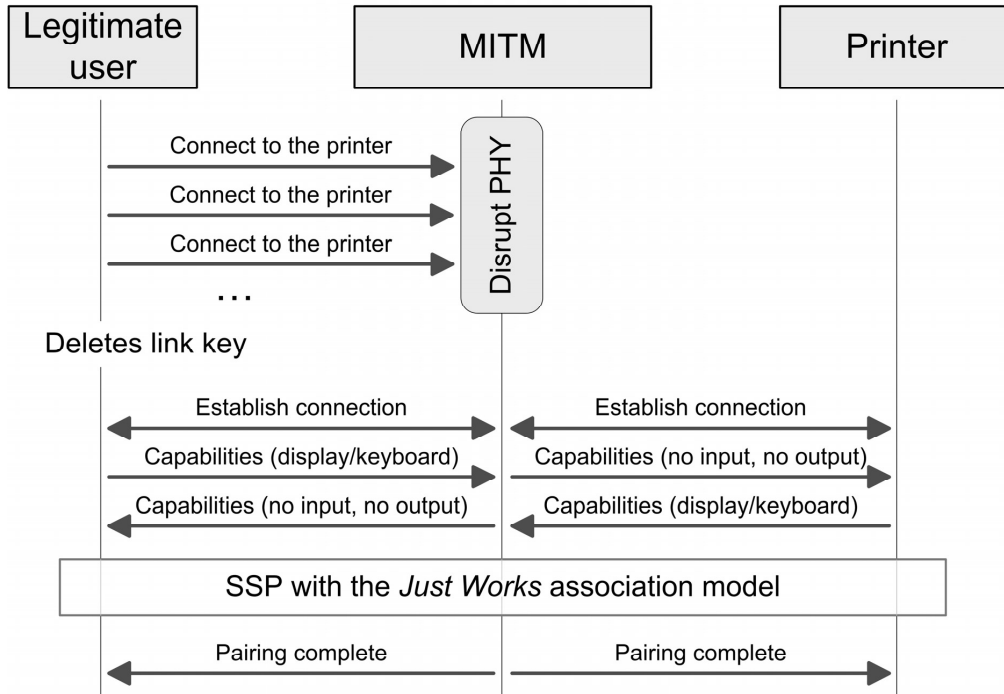 Legitimate
user
MITM
Printer
Connect to the printer
Connect to the printer
Connect to the printer
...
Disrupt PHY
Deletes link key
Establish connection
Establish connection
Capabilities (display/keyboard)
Capabilities (no input, no output)
Capabilities (no input, no output)
Capabilities (display/keyboard)
SSP with the Just Works association model
Pairing complete
Pairing complete